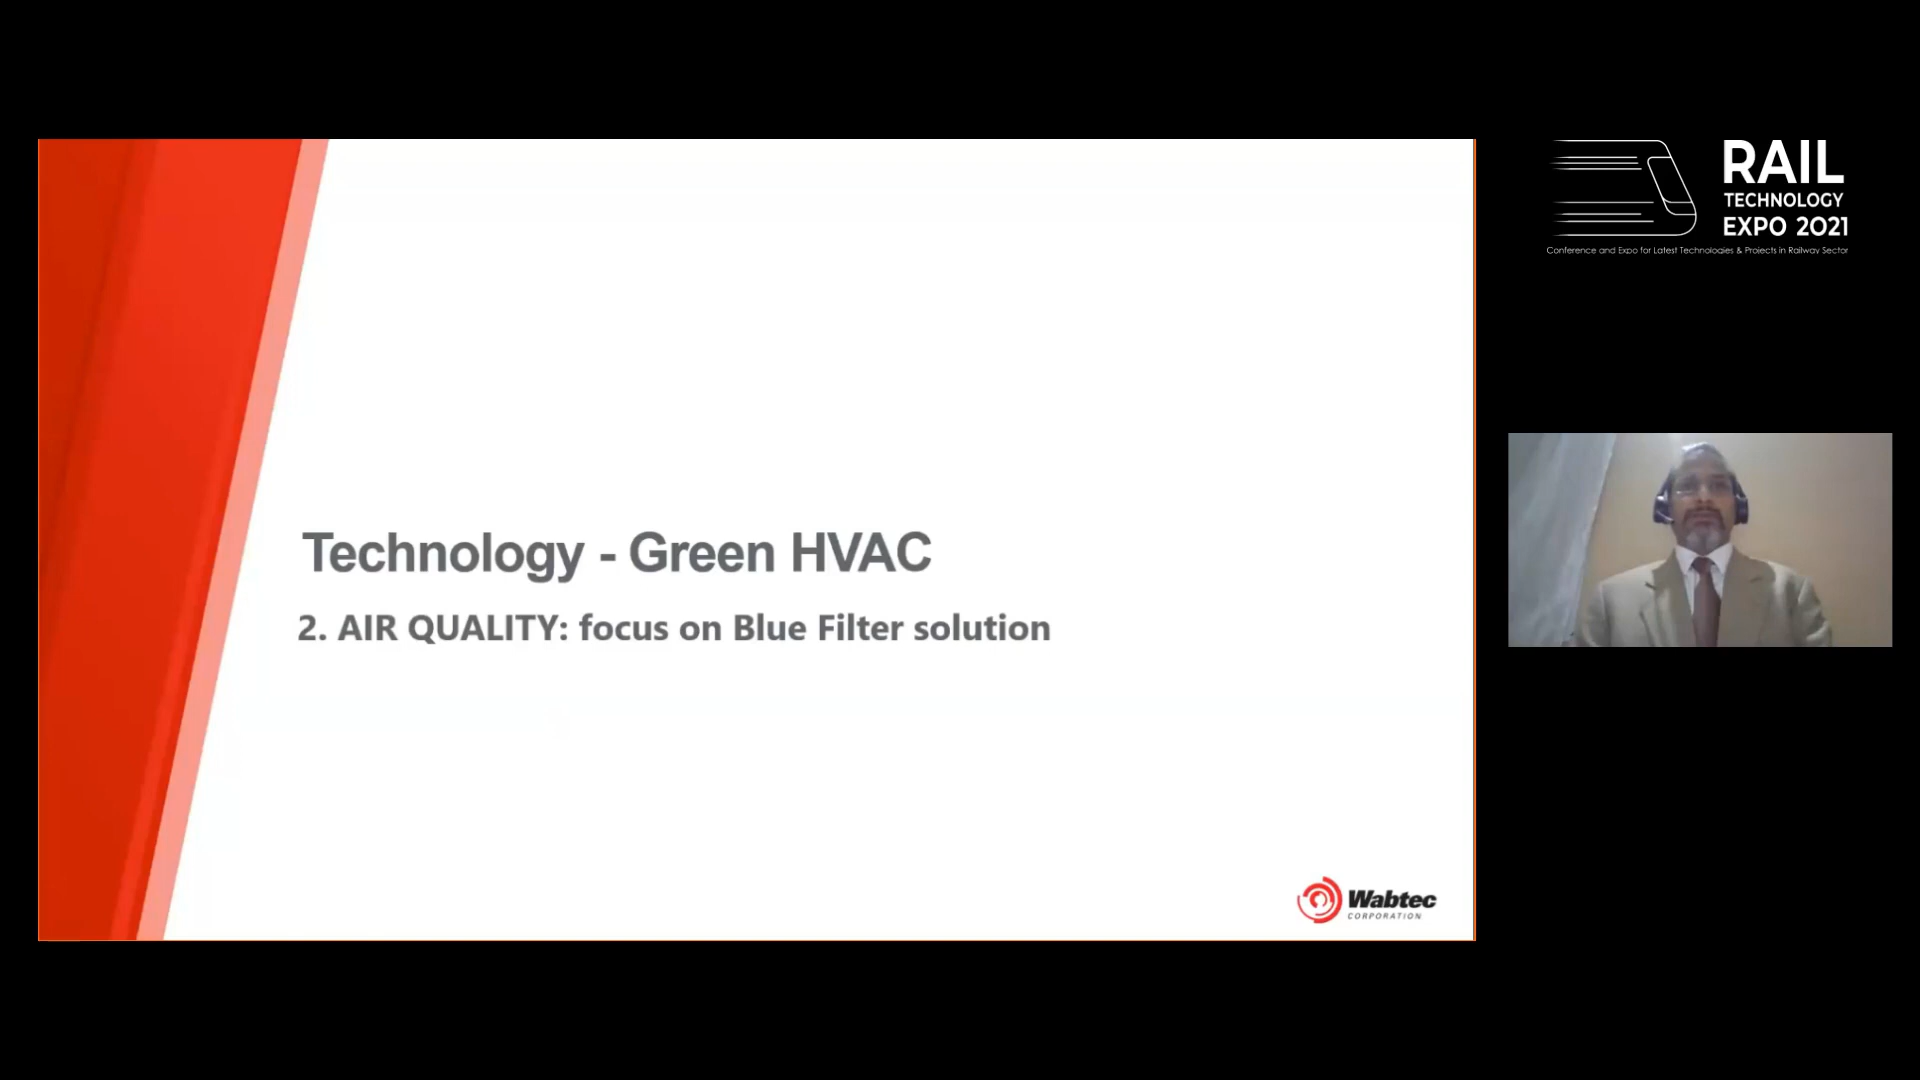 Technology - Green HVAC
2. AIR QUALITY: focus on Blue Filter solution
Wabtec
CORPORATION
RAIL
TECHNOLOGY
EXPO 2021
Conference and Expo for Latest Technologies & Projects in Railway Sector